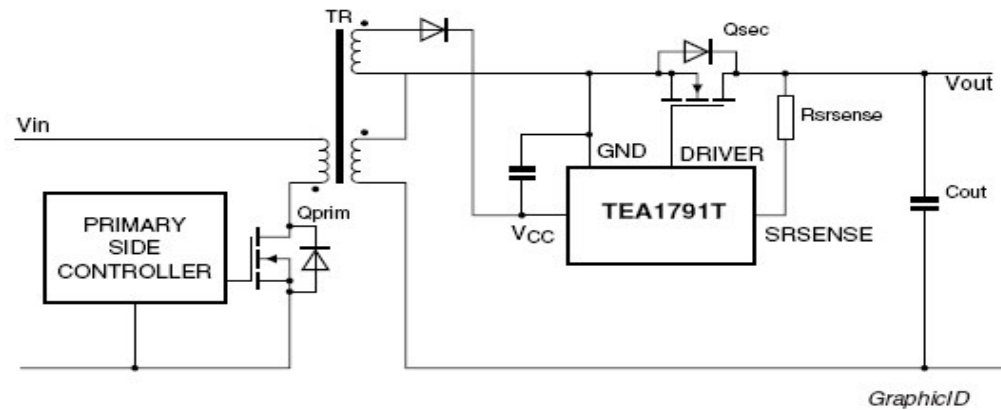 TR
Qsec
Vout
Vin
Rsrsense
GND
DRIVER
Cout
TEA1791T
PRIMARY
SIDE
CONTROLLER
Qprim
VCC
SRSENSE
GraphicID